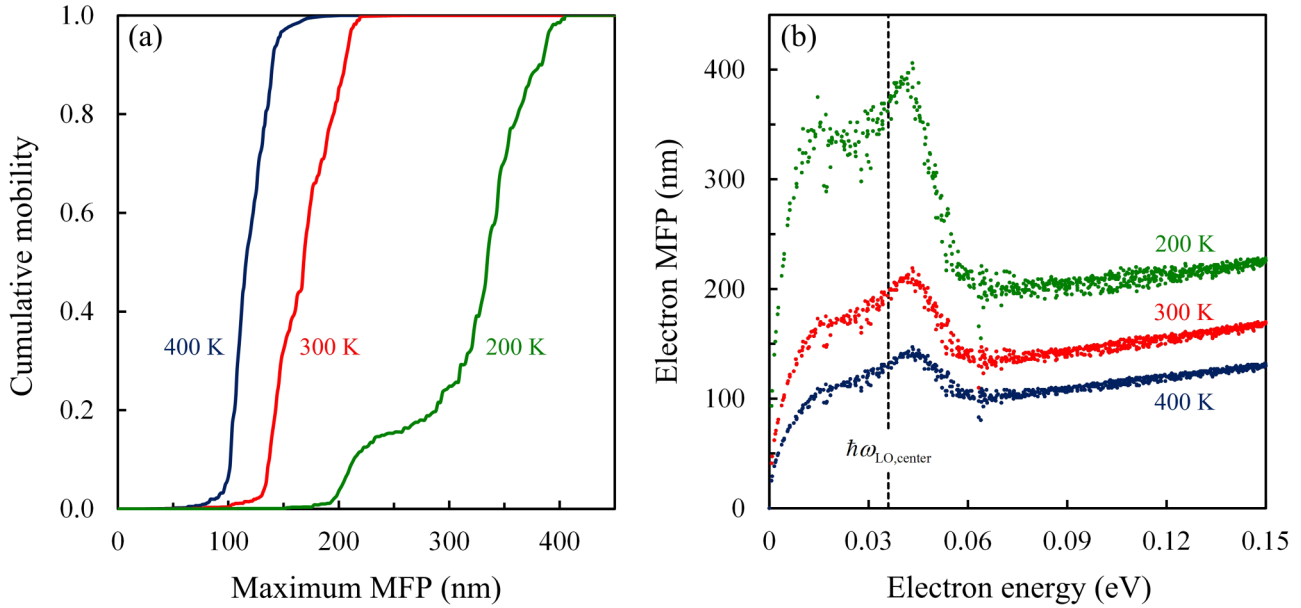 (a)
1.0
0.8
0.6
0.4
0.2
0.0
Cumulative mobility
400 K
300 K
200 K
0
100
200
300
400
Maximum MFP (nm)
(b)
400
300
200
100
0
Electron MFP (nm)
200 K
300 K
400 K
ℏω_LO,center
0
0.03
0.06
0.09
0.12
0.15
Electron energy (eV)